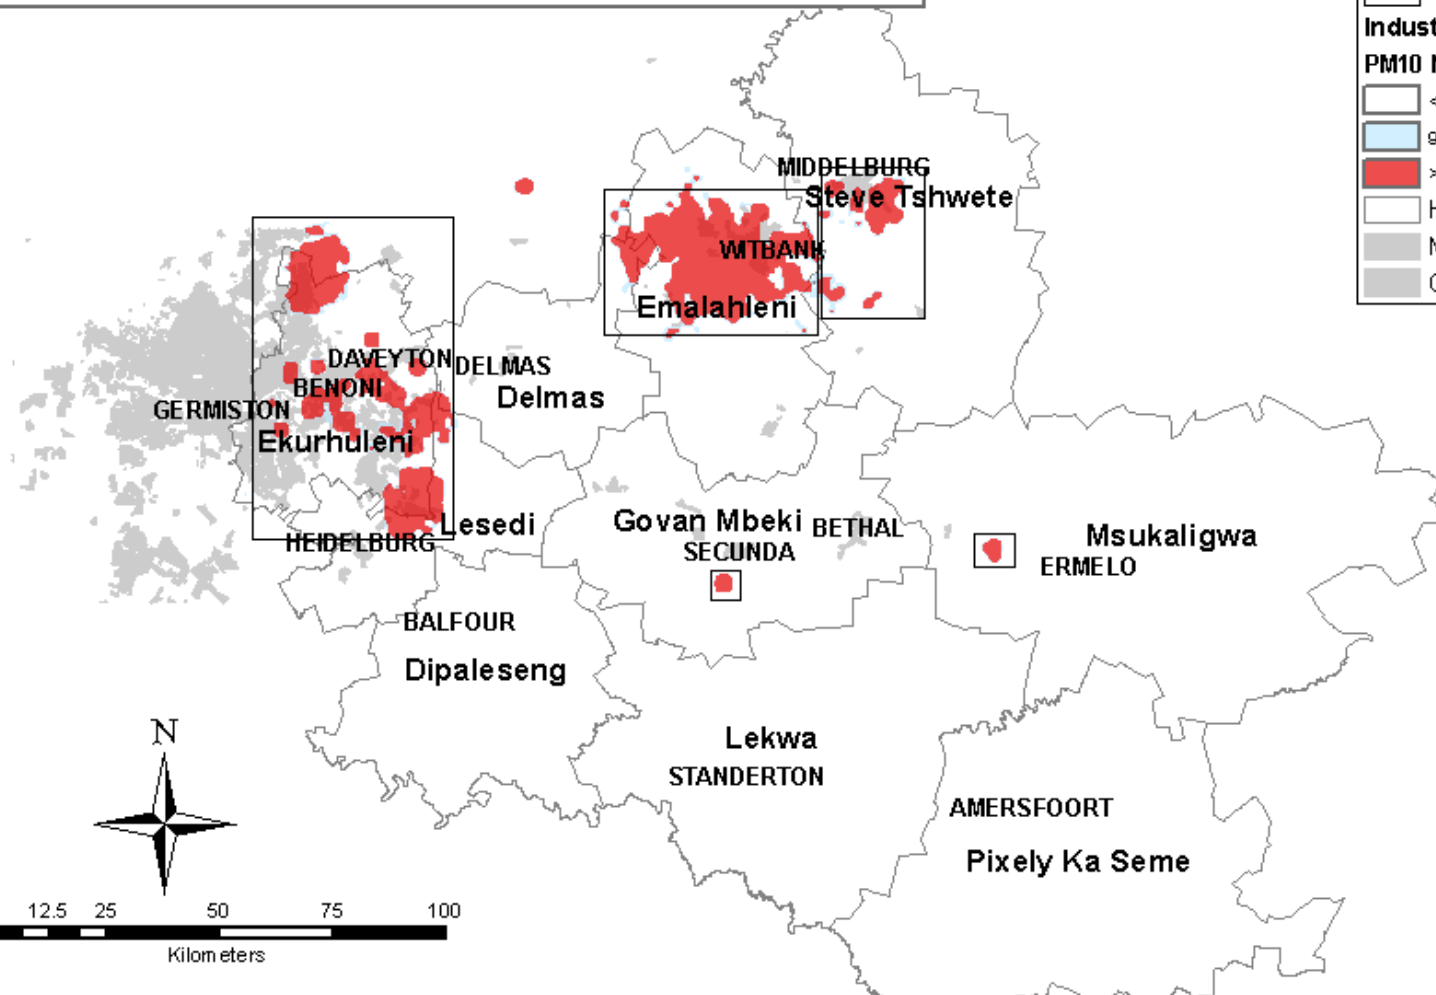 Indust
PM10
MIDDELBURG
Steve Tshwete
WITBANK
Emalahleni
DAVEYTON
DELMAS
BENONI
Delmas
GERMISTON
Ekurhuleni
Govan Mbeki
BETHAL
Lesedi
Msukaligwa
HEIDELBURG
SECUNDA
ERMELO
BALFOUR
Dipaleseng
N
Lekwa
STANDERTON
AMERSFOORT
Pixely Ka Seme
12.5 25 50 75 100
Kilometers